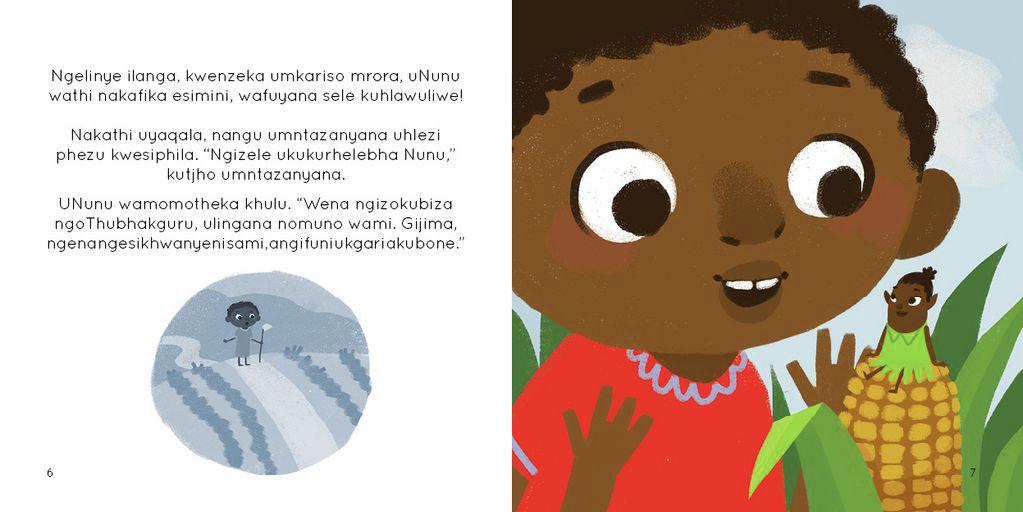 Ngelinye ilanga, kwenzeka umkariso mrora, uNunu
wathi nakafika esimini, wafuyana sele kuhlawuliwe!
Nakathi uyaqala, nangu umntazanyana uhlezi
phezu kwesiphila. “Ngizele ukukurhelebha Nunu,”
kutjho umntazanyana.
UNunu wamomotheka khulu. “Wena ngizokubiza
ngoThubhakguru, ulingana nomuno wami. Gijima,
ngenangesikhwanyenisami,angifuniukgariakubone.”
6
7